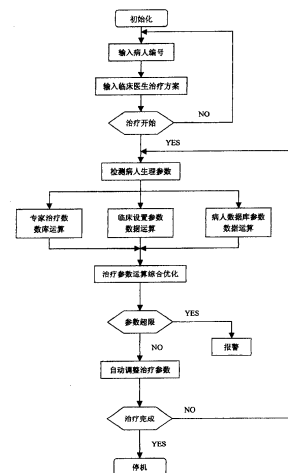 初始化
输入病人编号
输入临床医生治疗方案
治疗开始
NO
YES
检测病人生理参数
专家治疗数
数库运算
临床设置参数
数据运算
病人数据库参数
数据运算
治疗参数运算综合优化
参数超限
YES
NO
报警
自动调整治疗参数
治疗完成
NO
YES
停机